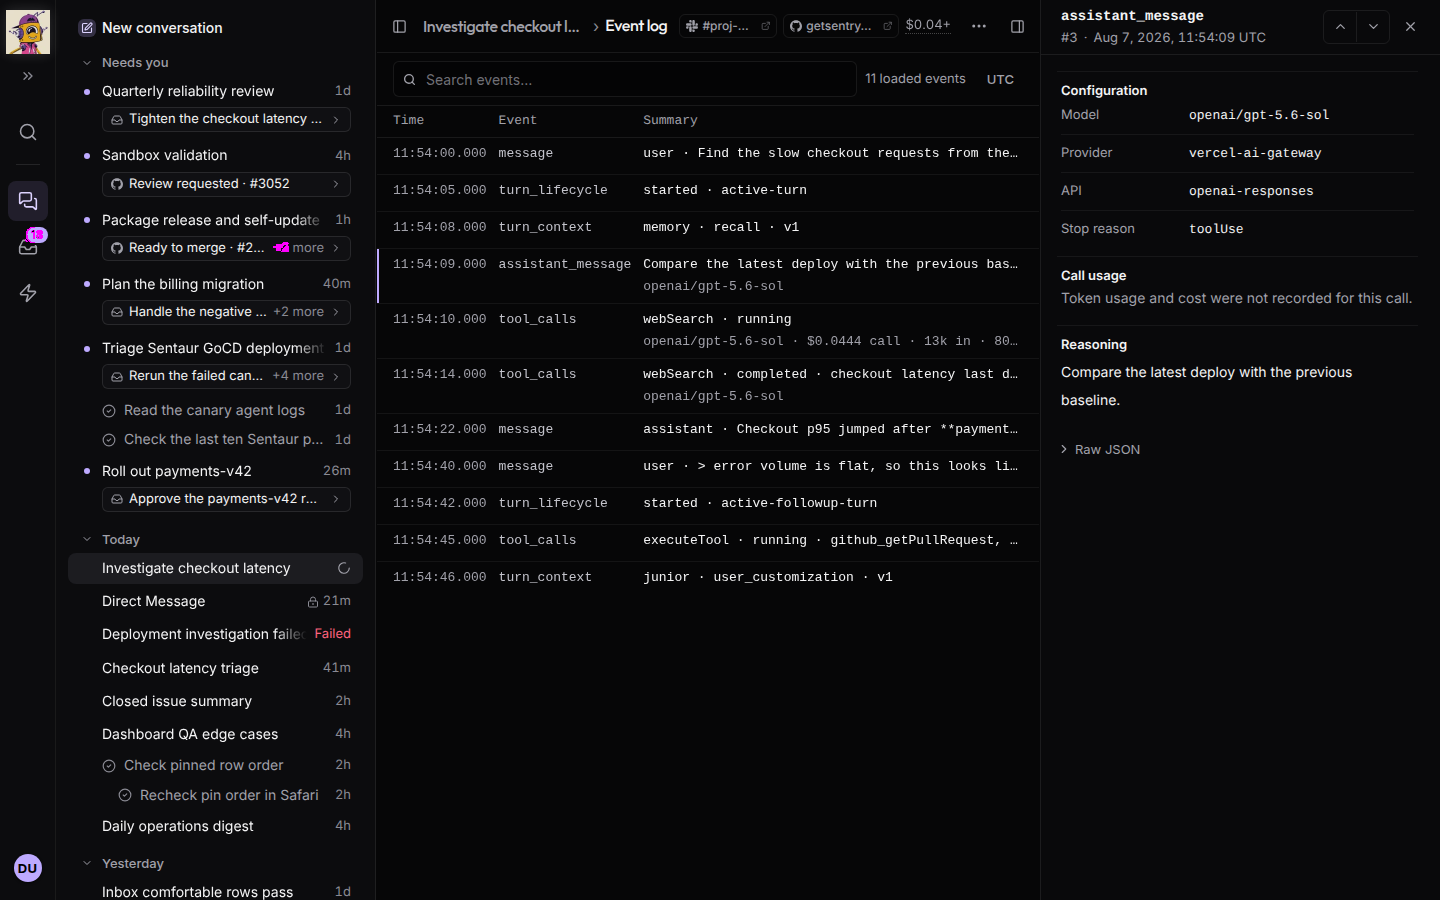 New conversation
Needs you
Quarterly reliability review 1d
Tighten the checkout latency ...
Sandbox validation 4h
Review requested · #3052
Package release and self-update 1h
Ready to merge · #2... more
Plan the billing migration 40m
Handle the negative ... +2 more
Triage Sentaur GoCD deployment 1d
Rerun the failed can... +4 more
Read the canary agent logs 1d
Check the last ten Sentaur p... 1d
Roll out payments-v42 26m
Approve the payments-v42 r...
Today
Investigate checkout latency
Direct Message 21m
Deployment investigation failed Failed
Checkout latency triage 41m
Closed issue summary 2h
Dashboard QA edge cases 4h
Check pinned row order 2h
Recheck pin order in Safari 2h
Daily operations digest 4h
Yesterday
Inbox comfortable rows pass 1d
DU
Investigate checkout l... › Event log #proj-... getsentry... $0.04+
Search events... 11 loaded events UTC
Time Event Summary
11:54:00.000 message user · Find the slow checkout requests from the…
11:54:05.000 turn_lifecycle started · active-turn
11:54:08.000 turn_context memory · recall · v1
11:54:09.000 assistant_message Compare the latest deploy with the previous bas…
openai/gpt-5.6-sol
11:54:10.000 tool_calls webSearch · running
openai/gpt-5.6-sol · $0.0444 call · 13k in · 80…
11:54:14.000 tool_calls webSearch · completed · checkout latency last d…
openai/gpt-5.6-sol
11:54:22.000 message assistant · Checkout p95 jumped after **payment…
11:54:40.000 message user · > error volume is flat, so this looks li…
11:54:42.000 turn_lifecycle started · active-followup-turn
11:54:45.000 tool_calls executeTool · running · github_getPullRequest, …
11:54:46.000 turn_context junior · user_customization · v1
assistant_message
#3 · Aug 7, 2026, 11:54:09 UTC
Configuration
Model openai/gpt-5.6-sol
Provider vercel-ai-gateway
API openai-responses
Stop reason toolUse
Call usage
Token usage and cost were not recorded for this call.
Reasoning
Compare the latest deploy with the previous
baseline.
Raw JSON